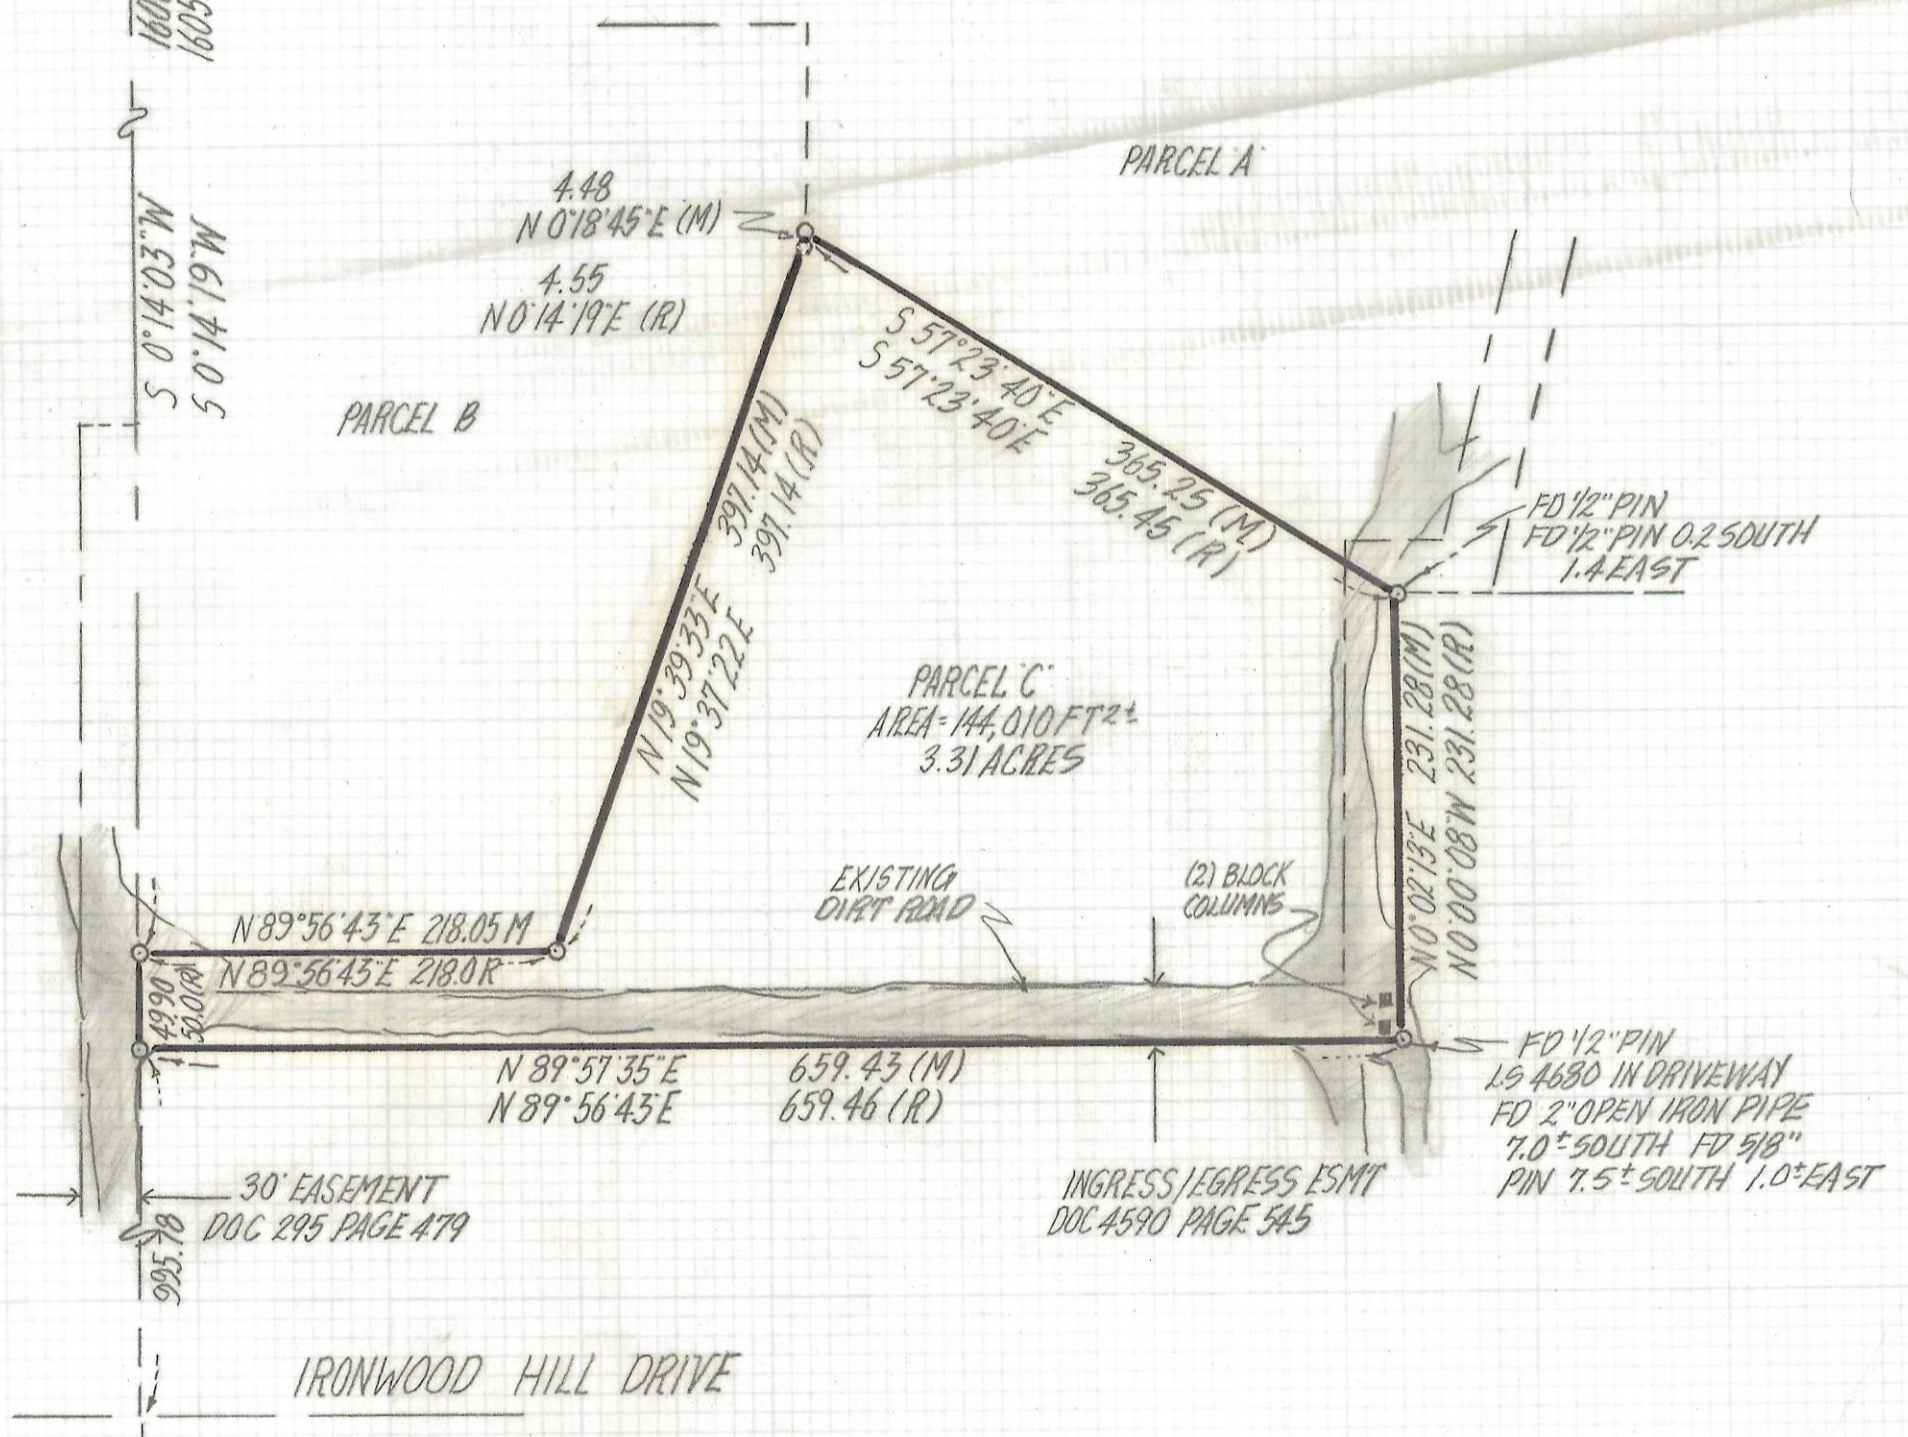 1605
S 0°14'03"W
S 0°14'19"W
PARCEL "A"
4.48
N 0°18'45"E (M)
4.55
N 0°14'19"E (R)
PARCEL B
S 57°23'40"E
S 57°23'40"E
365.25 (M)
365.45 (R)
397.14 (M)
397.14 (R)
N 19°39'33"E
N 19°37'22"E
FD 1/2" PIN
FD 1/2" PIN 0.2 SOUTH
1.4 EAST
PARCEL "C"
AREA = 144,010 FT2±
3.31 ACRES
N 0°02'13"E 231.28 (M)
N 0°00'08"W 231.28 (R)
EXISTING
DIRT ROAD
(2) BLOCK
COLUMNS
N 89°56'43"E 218.05 M
N 89°56'43"E 218.0 R
49.90
50.0 (R)
N 89°57'35"E 659.43 (M)
N 89°56'43"E 659.46 (R)
FD 1/2" PIN
LS 4680 IN DRIVEWAY
FD 2" OPEN IRON PIPE
7.0± SOUTH FD 5/8"
PIN 7.5± SOUTH 1.0± EAST
30' EASEMENT
DOC 295 PAGE 479
INGRESS/EGRESS ESMT
DOC 4590 PAGE 545
995.78
IRONWOOD HILL DRIVE